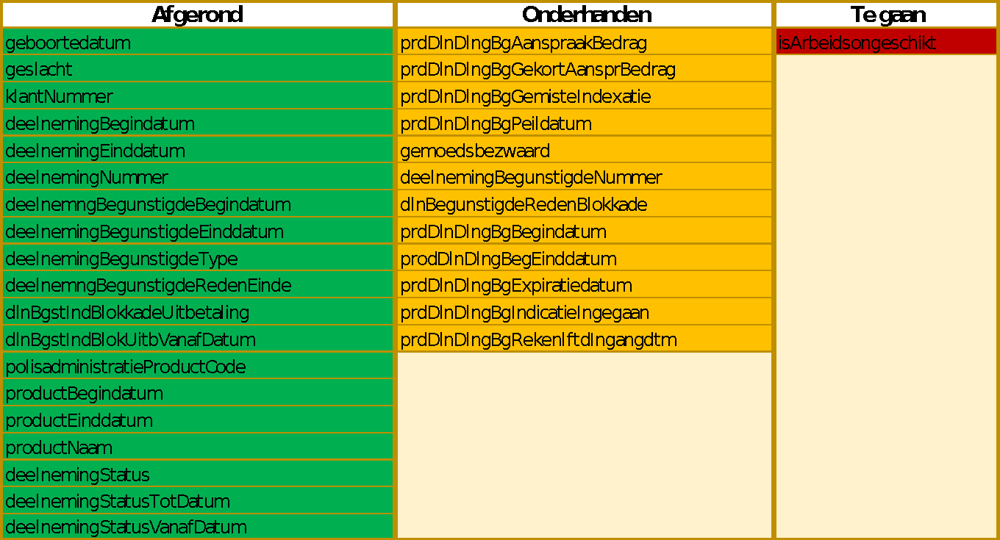 Afgerond Onderhanden Te gaan
geboortedatum prdDlnDlngBgAanspraakBedrag isArbeidsongeschikt
geslacht prdDlnDlngBgGekortAansprBedrag
klantNummer prdDlnDlngBgGemisteIndexatie
deelnemingBegindatum prdDlnDlngBgPeildatum
deelnemingEinddatum gemoedsbezwaard
deelnemingNummer deelnemingBegunstigdeNummer
deelnemngBegunstigdeBegindatum dlnBegunstigdeRedenBlokkade
deelnemingBegunstigdeEinddatum prdDlnDlngBgBegindatum
deelnemingBegunstigdeType prodDlnDlngBegEinddatum
deelnemngBegunstigdeRedenEinde prdDlnDlngBgExpiratiedatum
dlnBgstIndBlokkadeUitbetaling prdDlnDlngBgIndicatieIngegaan
dlnBgstIndBlokUitbVanafDatum prdDlnDlngBgRekenlftdIngangdtm
polisadministratieProductCode
productBegindatum
productEinddatum
productNaam
deelnemingStatus
deelnemingStatusTotDatum
deelnemingStatusVanafDatum